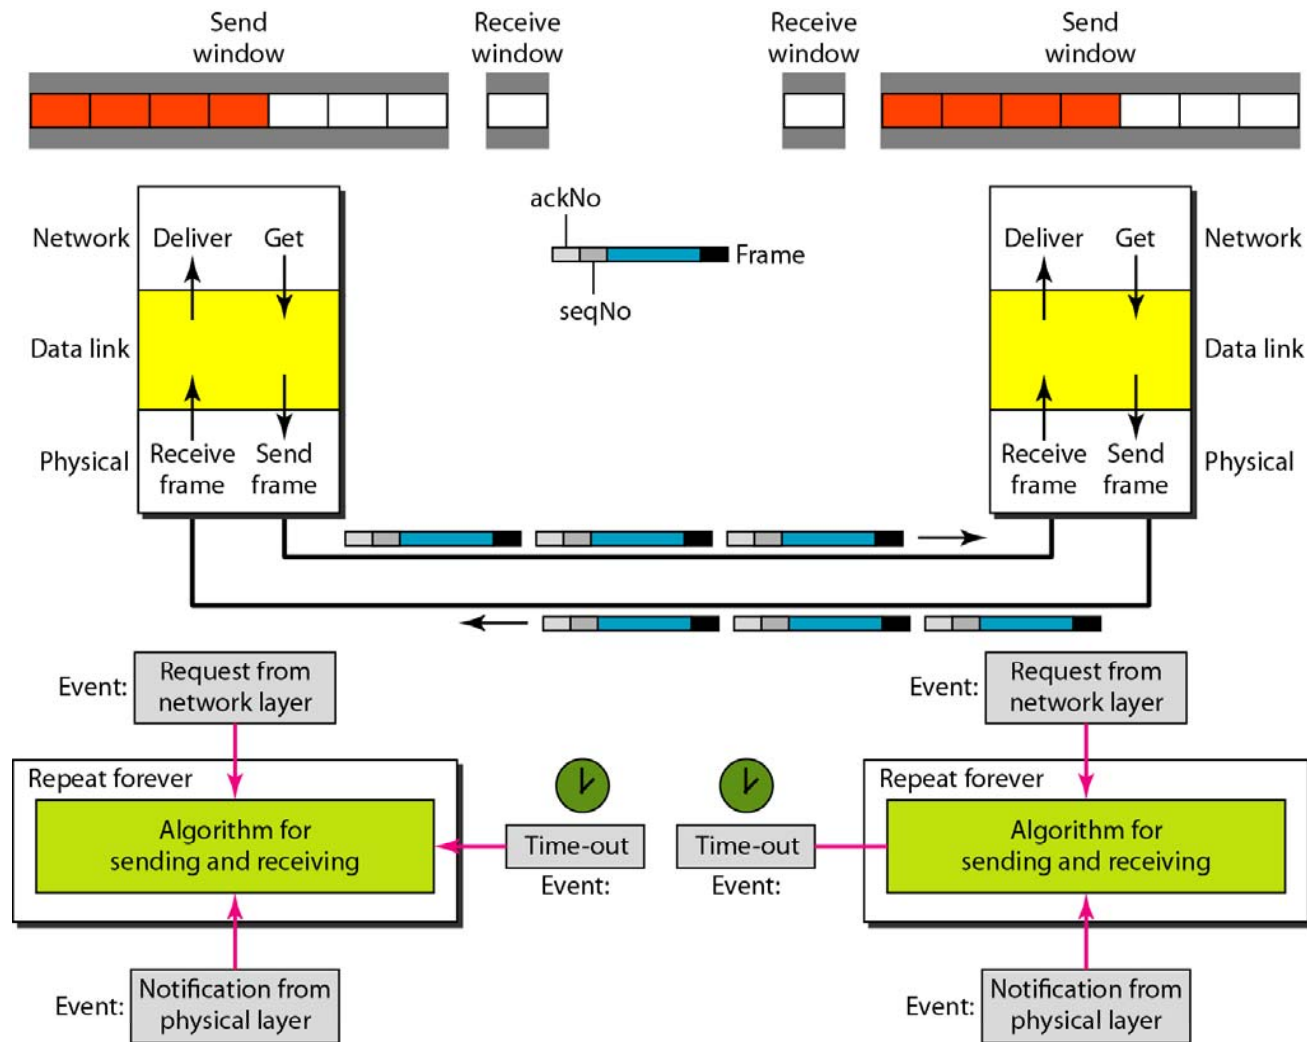 Send
window
Receive
window
Receive
window
Send
window
ackNo
Frame
seqNo
Network
Deliver
Get
Data link
Physical
Receive
frame
Send
frame
Deliver
Get
Network
Data link
Receive
frame
Send
frame
Physical
Event:
Request from
network layer
Event:
Request from
network layer
Repeat forever
Algorithm for
sending and receiving
Time-out
Event:
Time-out
Event:
Repeat forever
Algorithm for
sending and receiving
Event:
Notification from
physical layer
Event:
Notification from
physical layer